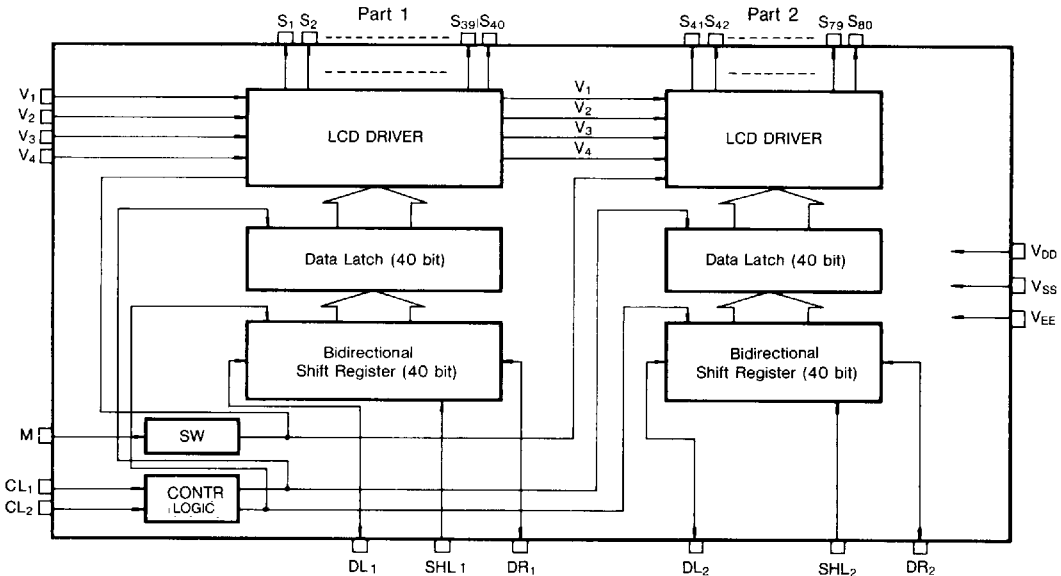 Part 1
Part 2
S1 S2 S39 S40
S41 S42 S79 S80
V1
V2
V3
V4
LCD DRIVER
V1
V2
V3
V4
LCD DRIVER
Data Latch (40 bit)
Data Latch (40 bit)
VDD
VSS
VEE
Bidirectional
Shift Register (40 bit)
Bidirectional
Shift Register (40 bit)
M
SW
CL1
CL2
CONTR
LOGIC
DL1 SHL1 DR1
DL2 SHL2 DR2